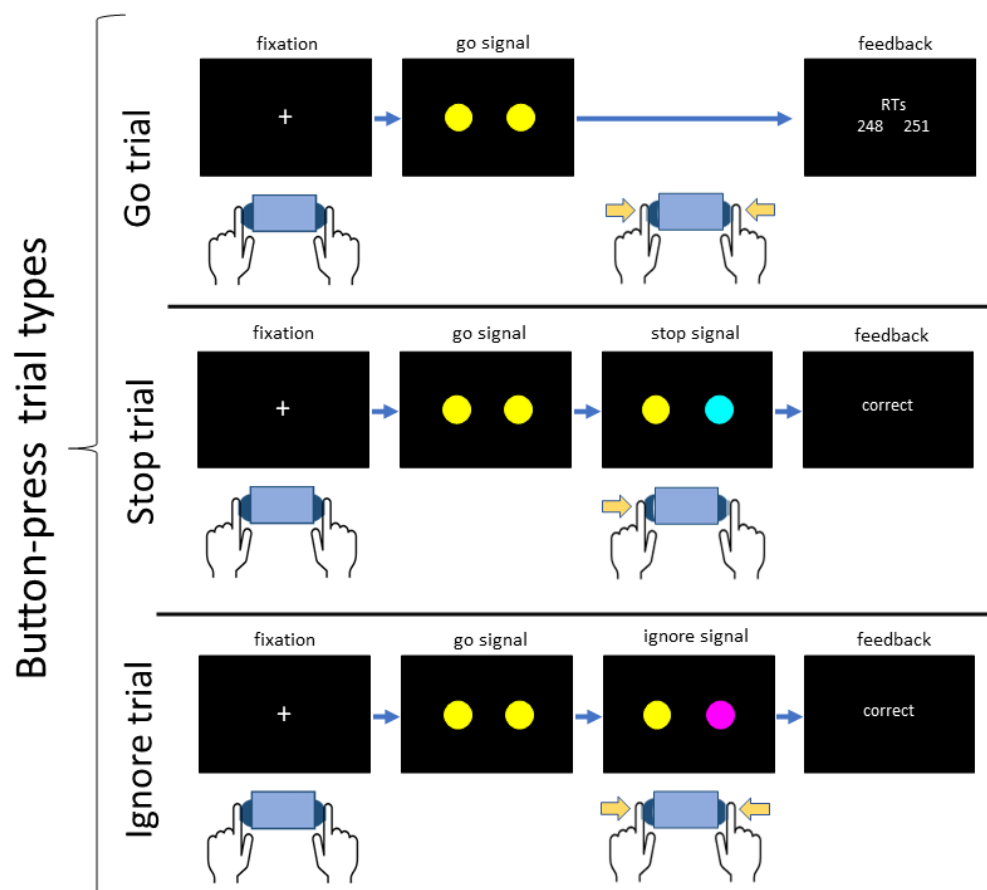 Button-press trial types
Go trial
fixation
go signal
feedback
+
RTs
248 251
Stop trial
fixation
go signal
stop signal
feedback
+
correct
Ignore trial
fixation
go signal
ignore signal
feedback
+
correct